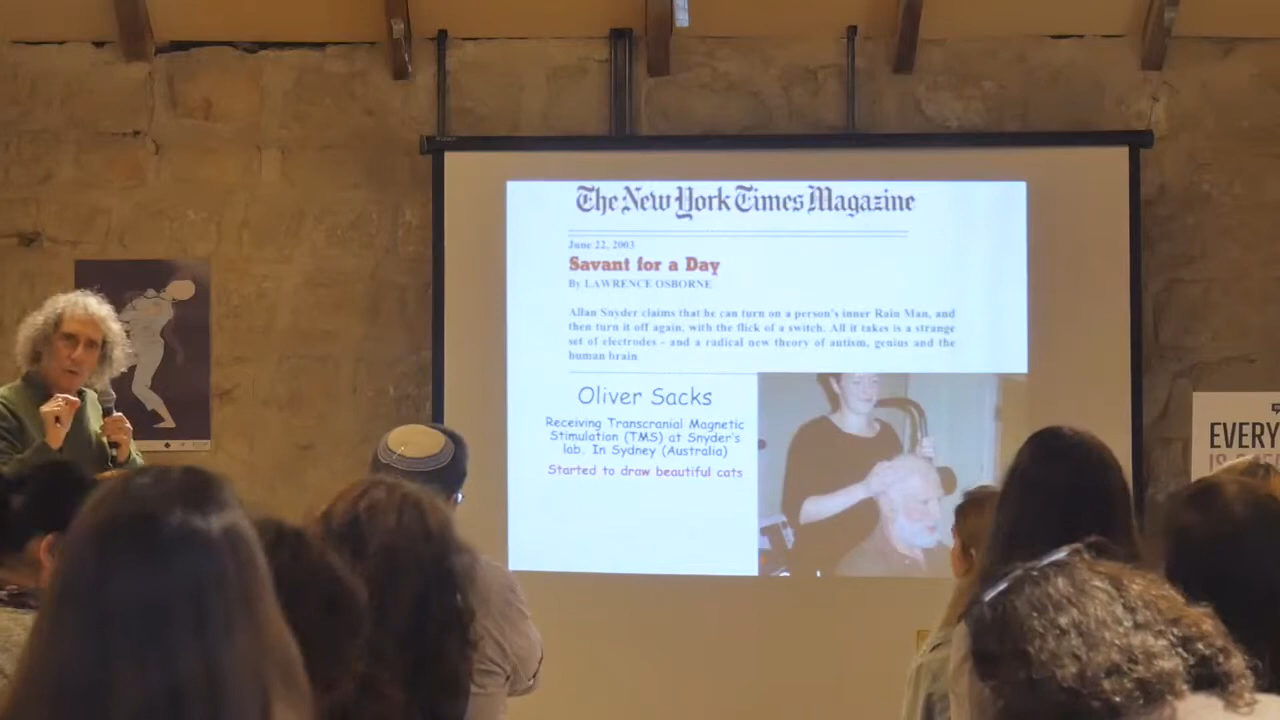 The New York Times Magazine
June 22, 2003
Savant for a Day
By LAWRENCE OSBORNE
Allan Snyder claims that he can turn on a person's inner Rain Man, and
then turn it off again, with the flick of a switch. All it takes is a strange
set of electrodes - and a radical new theory of autism, genius and the
human brain
Oliver Sacks
Receiving Transcranial Magnetic
Stimulation (TMS) at Snyder's
lab. In Sydney (Australia)
Started to draw beautiful cats
EVERY